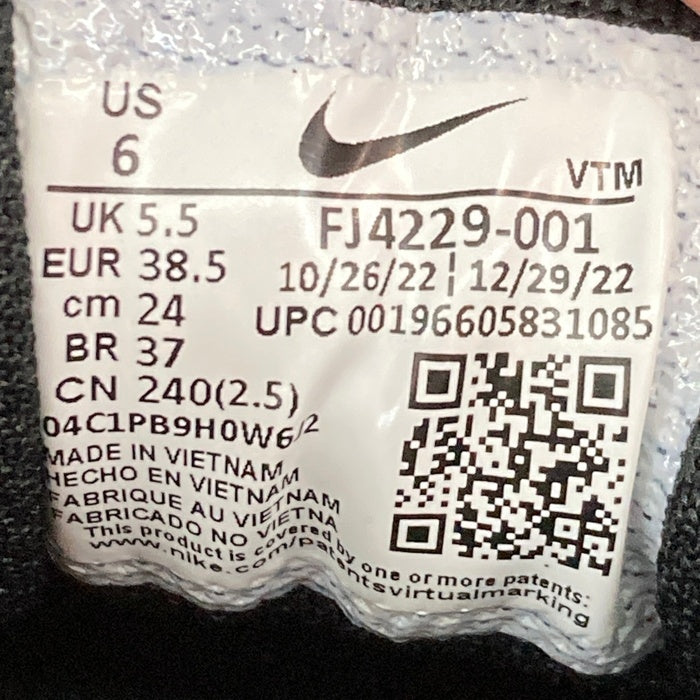 US
6
VTM
UK 5.5
EUR 38.5
cm 24
BR 37
CN 240(2.5)
FJ4229-001
10/26/22 ¦ 12/29/22
UPC 00196605831085
04C1PB9H0W6/2
MADE IN VIETNAM
HECHO EN VIETNAM
FABRIQUE AU VIETNAM
FABRICADO NO VIETNA
This product is covered by one or more patents:
www.nike.com/patentsvirtualmarking